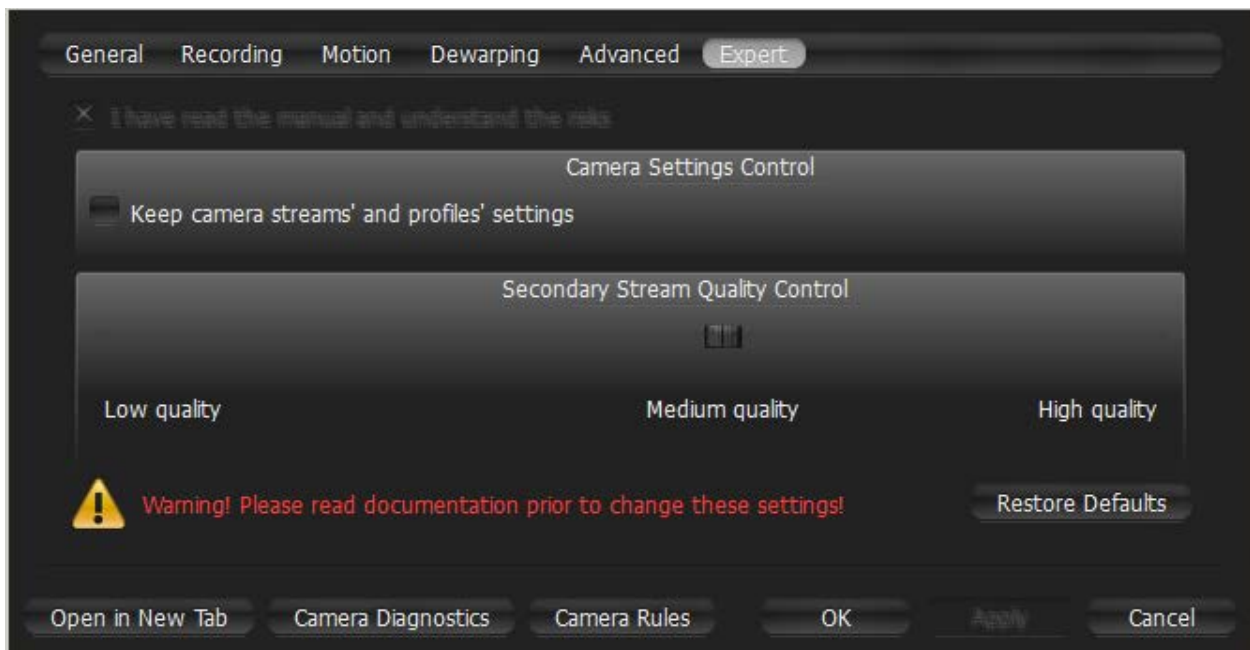 General Recording Motion Dewarping Advanced Expert
I have read the manual and understand the risks
Camera Settings Control
Keep camera streams' and profiles' settings
Secondary Stream Quality Control
Low quality Medium quality High quality
Warning! Please read documentation prior to change these settings!
Restore Defaults
Open in New Tab Camera Diagnostics Camera Rules OK Apply Cancel